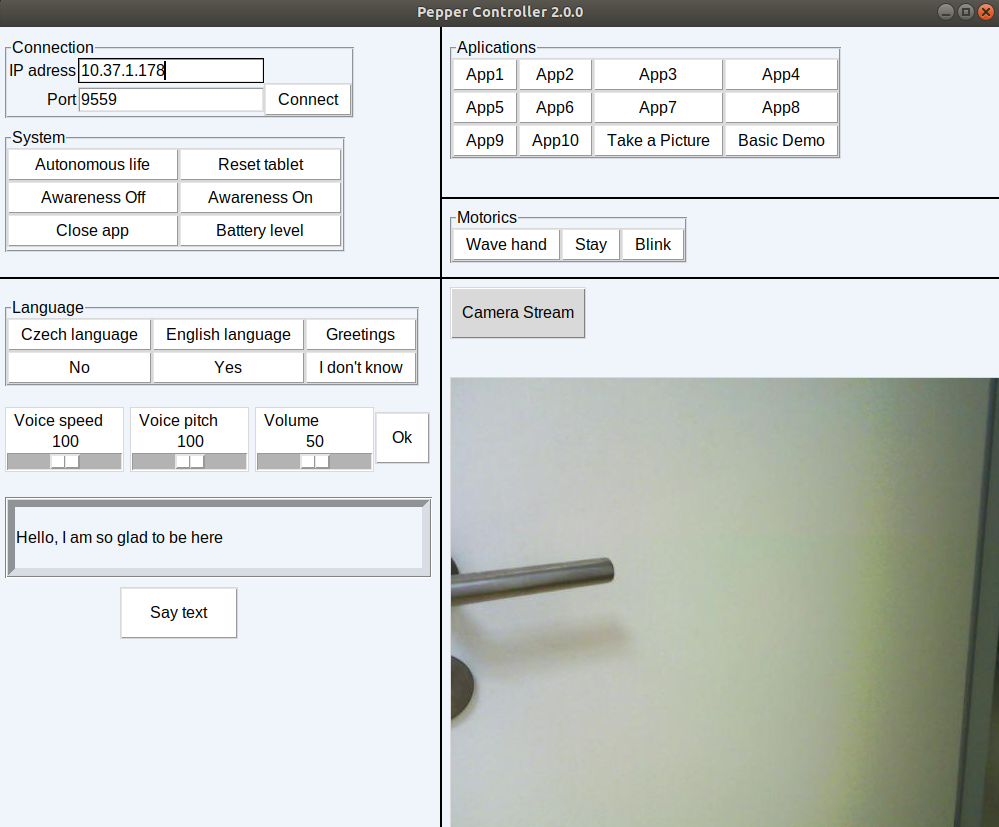 Pepper Controller 2.0.0
Connection
IP adress 10.37.1.178
Port 9559 Connect
System
Autonomous life Reset tablet
Awareness Off Awareness On
Close app Battery level
Aplications
App1 App2 App3 App4
App5 App6 App7 App8
App9 App10 Take a Picture Basic Demo
Motorics
Wave hand Stay Blink
Language
Czech language English language Greetings
No Yes I don't know
Voice speed Voice pitch Volume
100 100 50 Ok
Hello, I am so glad to be here
Say text
Camera Stream